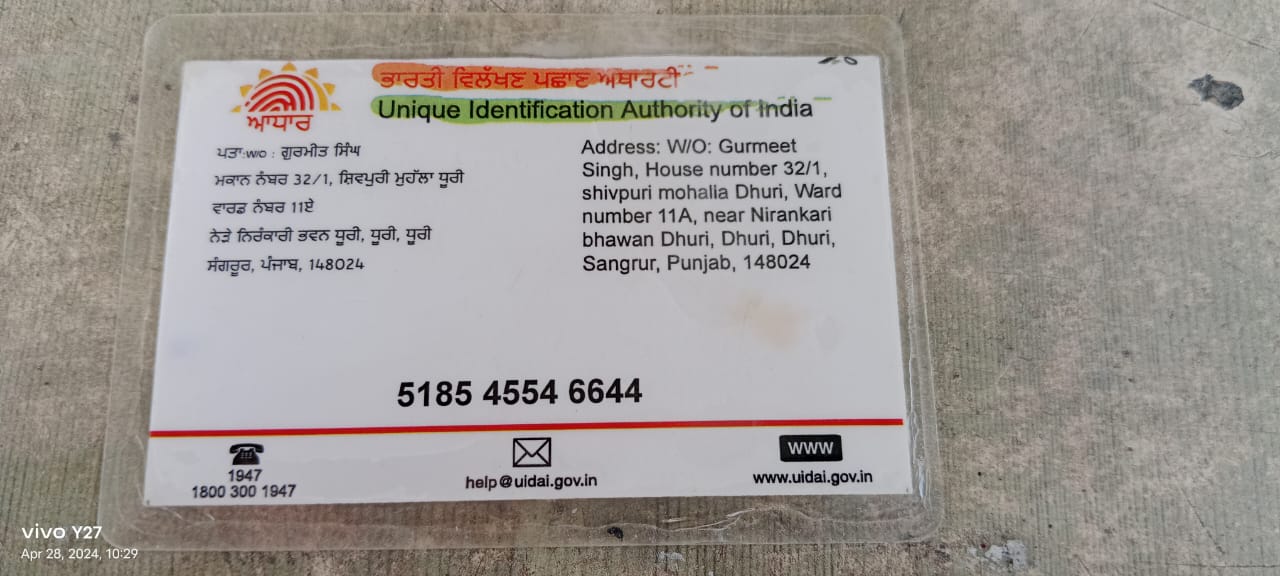 ਆਧਾਰ
ਭਾਰਤੀ ਵਿਲੱਖਣ ਪਛਾਣ ਅਥਾਰਟੀ
Unique Identification Authority of India
ਪਤਾ:W/O : ਗੁਰਮੀਤ ਸਿੰਘ
ਮਕਾਨ ਨੰਬਰ 32/1, ਸ਼ਿਵਪੁਰੀ ਮੁਹੱਲਾ ਧੂਰੀ
ਵਾਰਡ ਨੰਬਰ 11ਏ
ਨੇੜੇ ਨਿਰੰਕਾਰੀ ਭਵਨ ਧੂਰੀ, ਧੂਰੀ, ਧੂਰੀ
ਸੰਗਰੂਰ, ਪੰਜਾਬ, 148024
Address: W/O: Gurmeet
Singh, House number 32/1,
shivpuri mohalla Dhuri, Ward
number 11A, near Nirankari
bhawan Dhuri, Dhuri, Dhuri,
Sangrur, Punjab, 148024
5185 4554 6644
1947
1800 300 1947
help@uidai.gov.in
www
www.uidai.gov.in
vivo Y27
Apr 28, 2024, 10:29